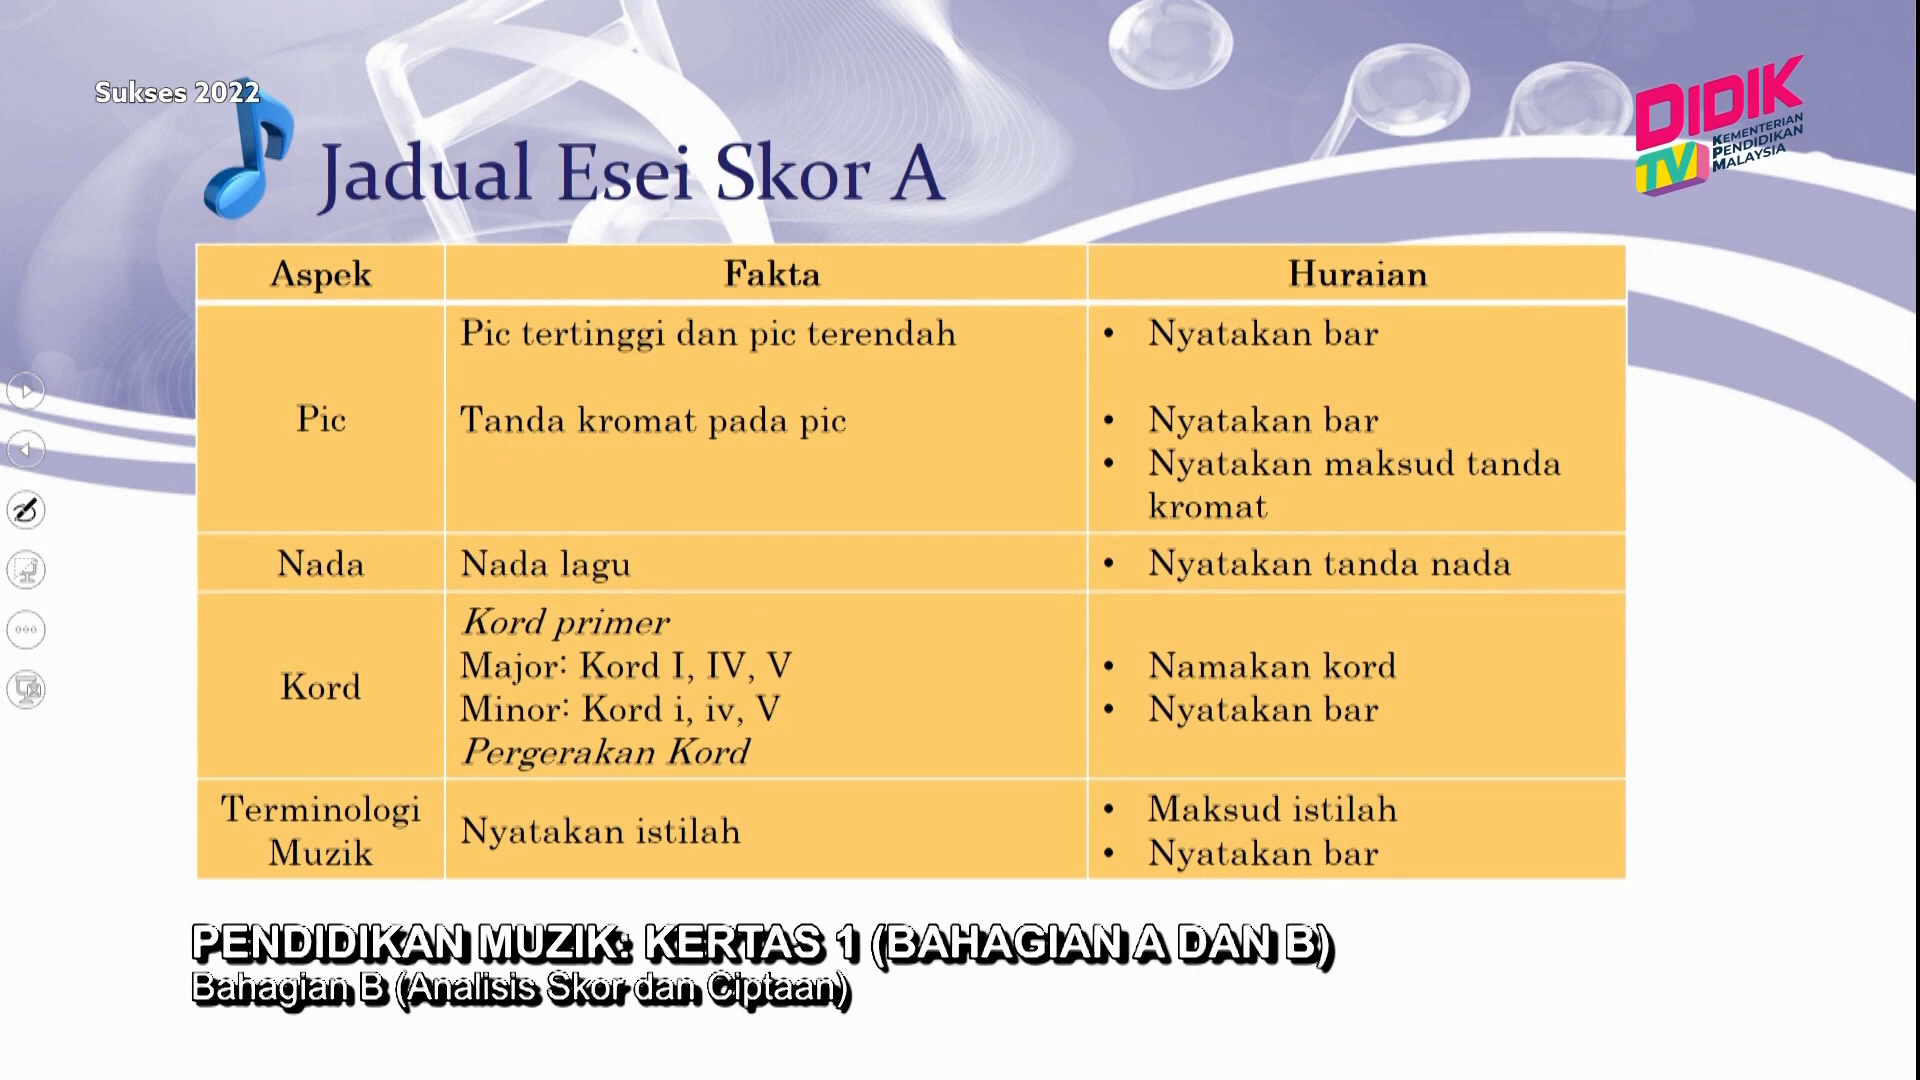 Sukses 2022
DIDIK
TV
KEMENTERIAN
PENDIDIKAN
MALAYSIA
Jadual Esei Skor A
Aspek Fakta Huraian
Pic
Pic tertinggi dan pic terendah
• Nyatakan bar
Tanda kromat pada pic
• Nyatakan bar
• Nyatakan maksud tanda
kromat
Nada
Nada lagu
• Nyatakan tanda nada
Kord
Kord primer
Major: Kord I, IV, V
Minor: Kord i, iv, V
Pergerakan Kord
• Namakan kord
• Nyatakan bar
Terminologi
Muzik
Nyatakan istilah
• Maksud istilah
• Nyatakan bar
PENDIDIKAN MUZIK: KERTAS 1 (BAHAGIAN A DAN B)
Bahagian B (Analisis Skor dan Ciptaan)